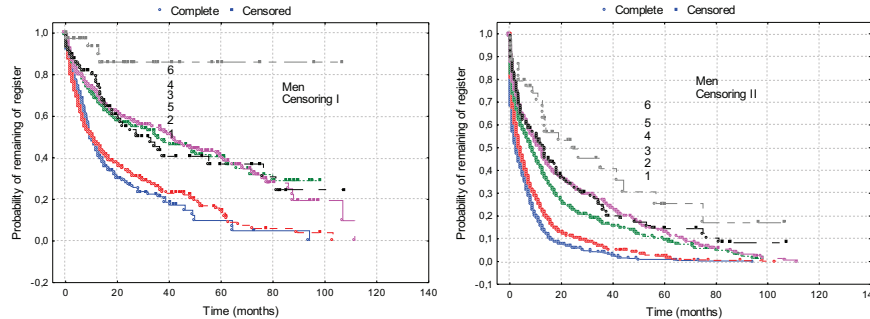 Complete Censored
Probability of remaining of register
1,0
0,8
0,6
0,4
0,2
0,0
-0,2
0 20 40 60 80 100 120 140
Time (months)
Men
Censoring I
6
4
3
5
2
1
Complete Censored
Probability of remaining of register
1,0
0,9
0,8
0,7
0,6
0,5
0,4
0,3
0,2
0,1
0,0
-0,1
0 20 40 60 80 100 120 140
Time (months)
Men
Censoring II
6
5
4
3
2
1